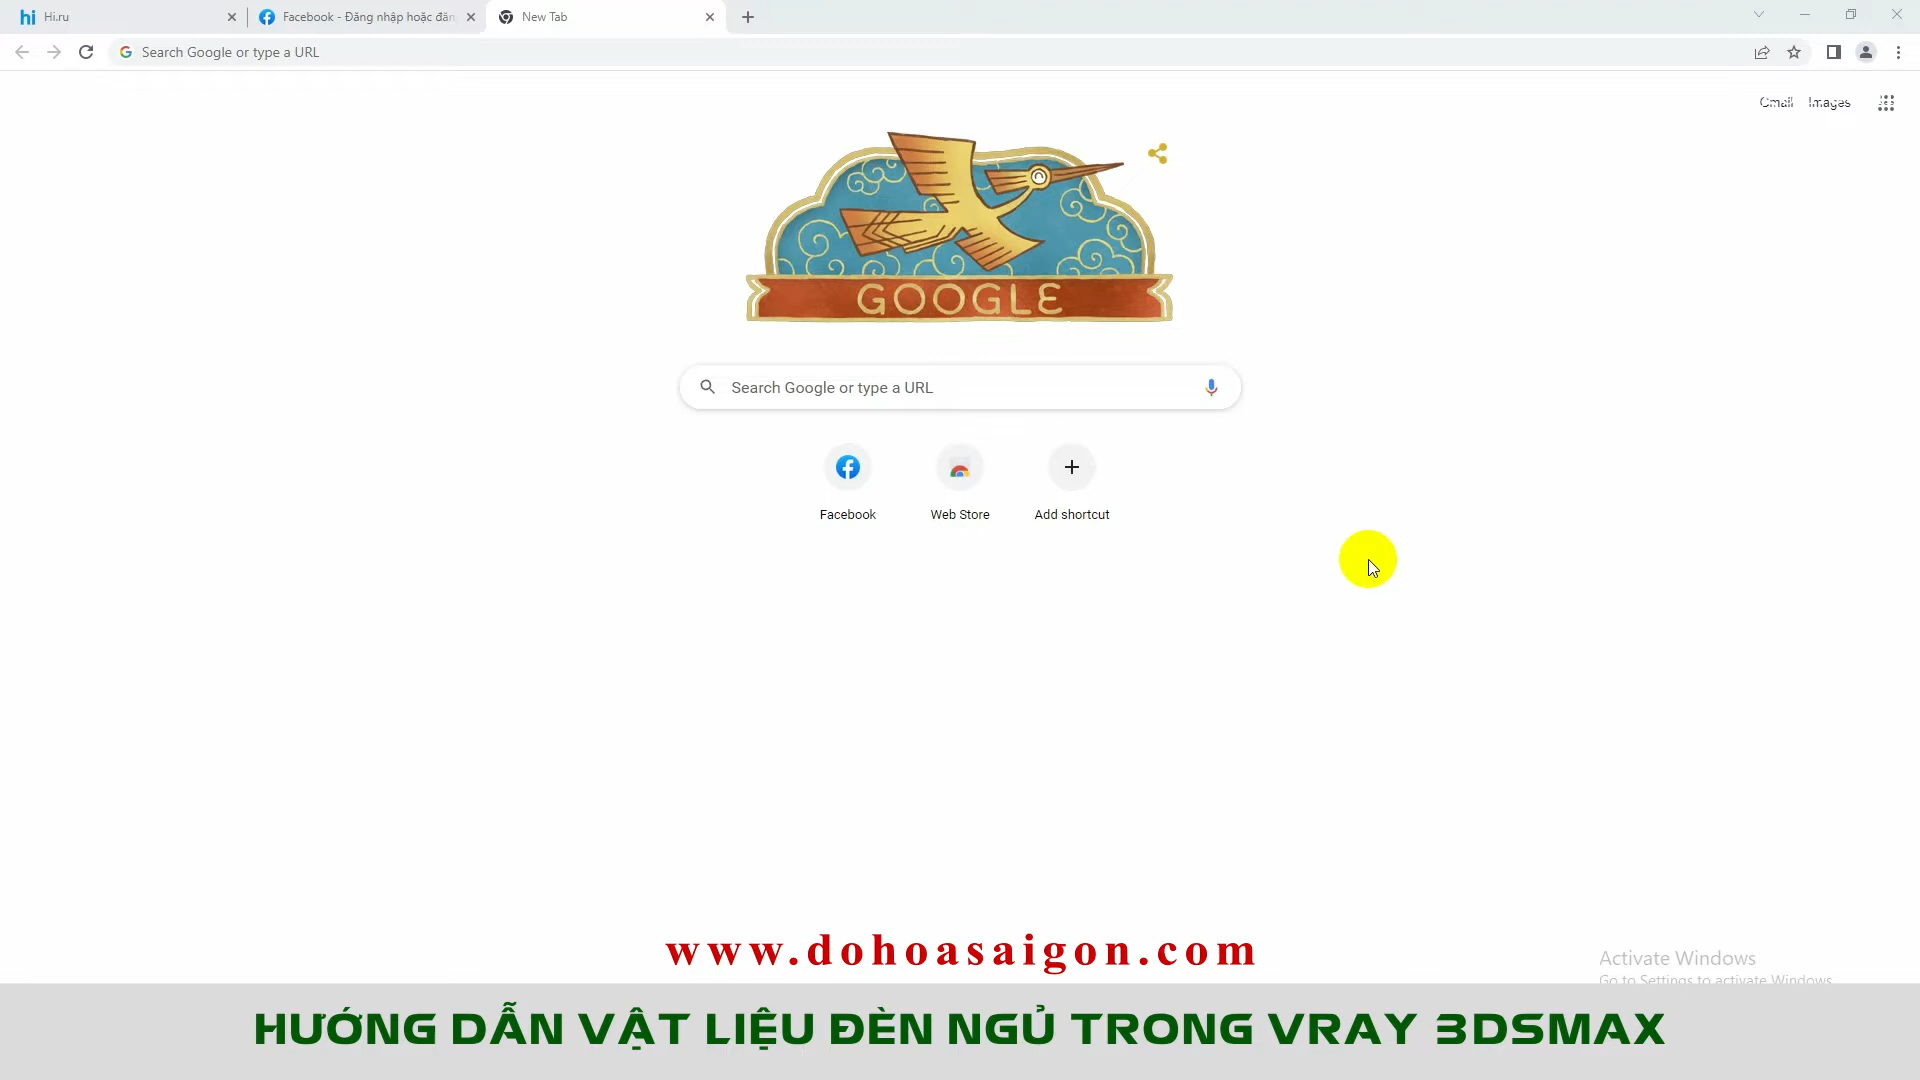 hi Hi.ru
Facebook - Đăng nhập hoặc đăn
New Tab
Search Google or type a URL
Gmail Images
GOOGLE
Search Google or type a URL
Facebook Web Store Add shortcut
www.dohoasaigon.com
Activate Windows
Go to Settings to activate Windows.
HƯỚNG DẪN VẬT LIỆU ĐÈN NGỦ TRONG VRAY 3DSMAX